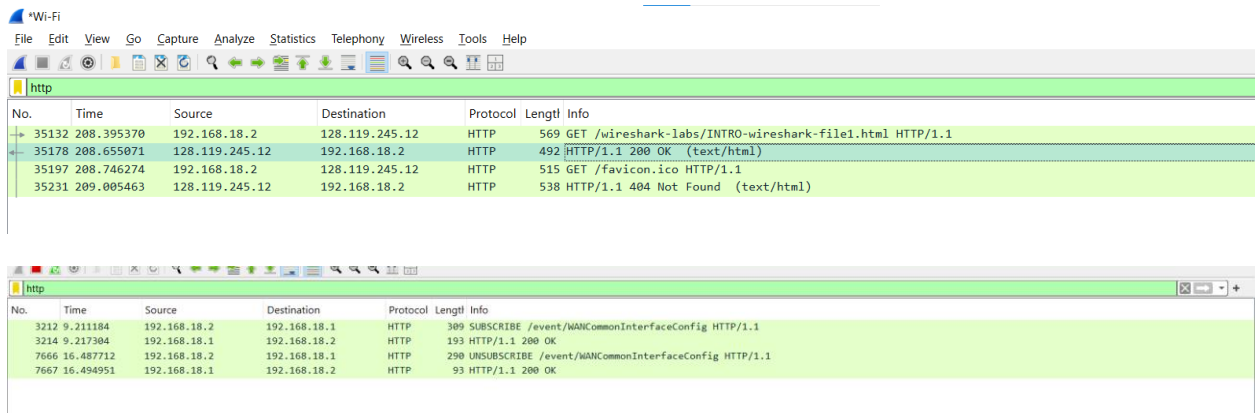 *Wi-Fi
File Edit View Go Capture Analyze Statistics Telephony Wireless Tools Help
http
No. Time Source Destination Protocol Lengtl Info
35132 208.395370 192.168.18.2 128.119.245.12 HTTP 569 GET /wireshark-labs/INTRO-wireshark-file1.html HTTP/1.1
35178 208.655071 128.119.245.12 192.168.18.2 HTTP 492 HTTP/1.1 200 OK (text/html)
35197 208.746274 192.168.18.2 128.119.245.12 HTTP 515 GET /favicon.ico HTTP/1.1
35231 209.005463 128.119.245.12 192.168.18.2 HTTP 538 HTTP/1.1 404 Not Found (text/html)
http
No. Time Source Destination Protocol Lengtl Info
3212 9.211184 192.168.18.2 192.168.18.1 HTTP 309 SUBSCRIBE /event/WANCommonInterfaceConfig HTTP/1.1
3214 9.217304 192.168.18.1 192.168.18.2 HTTP 193 HTTP/1.1 200 OK
7666 16.487712 192.168.18.2 192.168.18.1 HTTP 290 UNSUBSCRIBE /event/WANCommonInterfaceConfig HTTP/1.1
7667 16.494951 192.168.18.1 192.168.18.2 HTTP 93 HTTP/1.1 200 OK